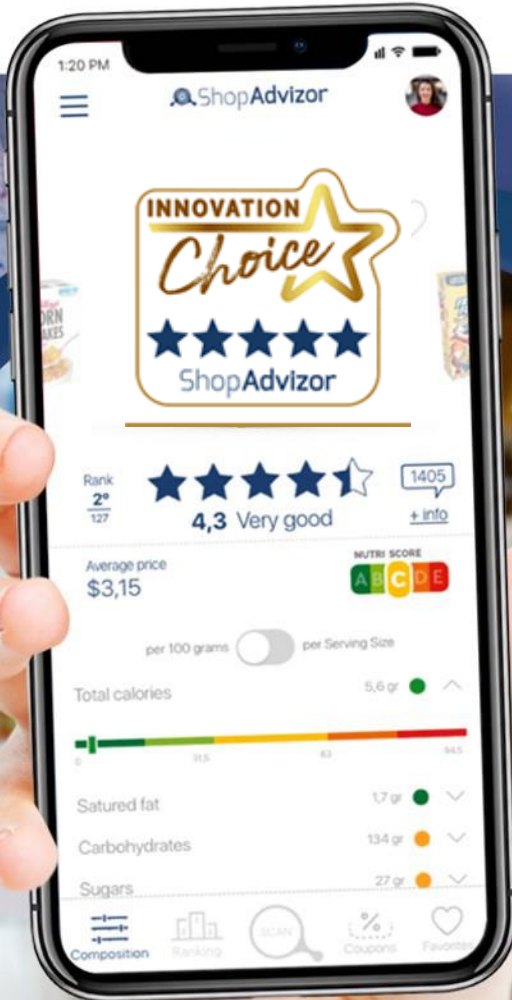 1:20 PM
ShopAdvizor
INNOVATION
Choice
ORN
AKES
ShopAdvizor
Rank
2º
127
4,3 Very good
1405
+ info
Average price
$3,15
NUTRI SCORE
A B C D E
per 100 grams
per Serving Size
Total calories
5,6 gr
0
31,5
63
94,5
Satured fat
1,7 gr
Carbohydrates
134 gr
Sugars
27 gr
Composition
Ranking
SCAN
%
Coupons
Favorites